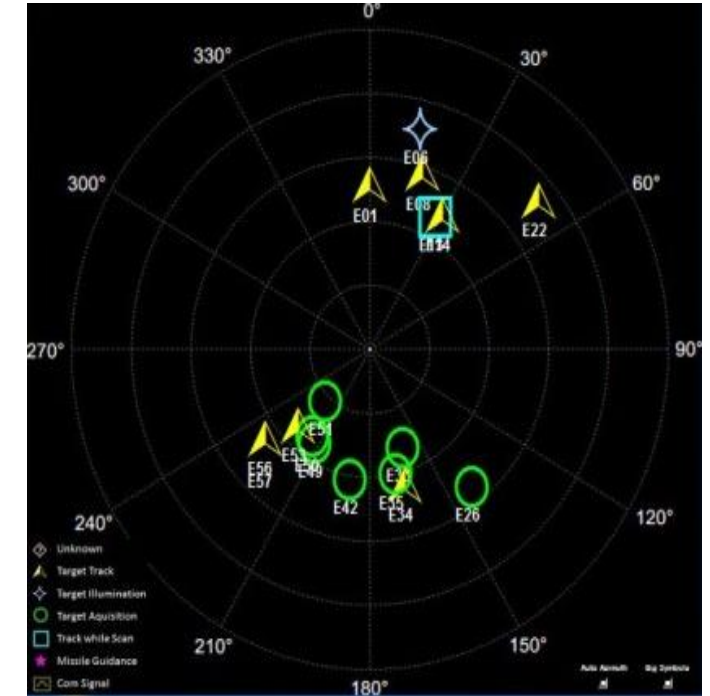 0°
330°
30°
300°
60°
E06
E01
E08
E22
270°
90°
E51
E53
E56
E57
E49
E42
E35
E34
E26
240°
120°
Unknown
Target Track
Target Illumination
Target Aquisition
Track while Scan
Missile Guidance
Com Signal
210°
150°
180°
Auto Azimuth
Big Symbols